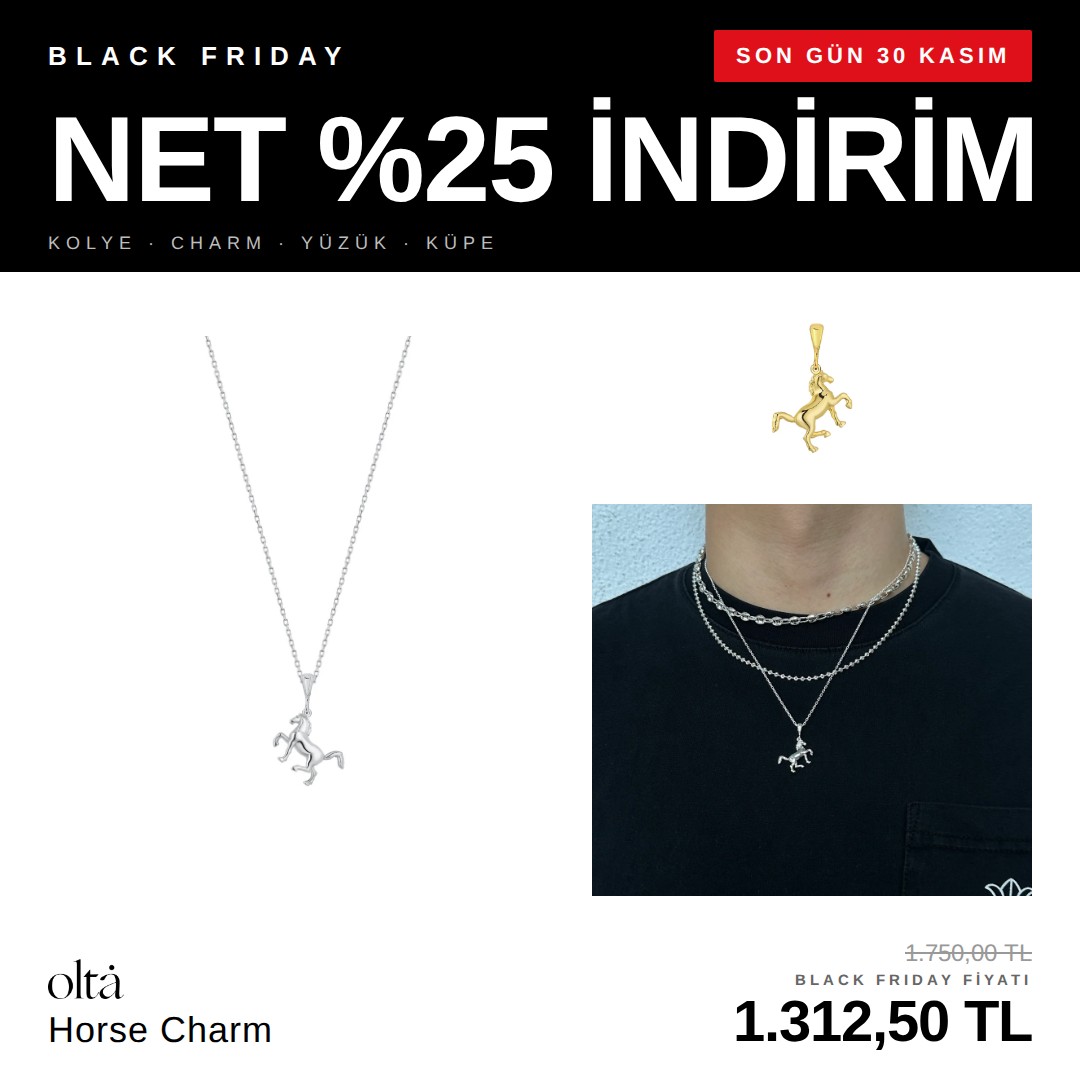 BLACK FRIDAY
SON GÜN 30 KASIM
NET %25 İNDİRİM
KOLYE · CHARM · YÜZÜK · KÜPE
1.750,00 TL
BLACK FRIDAY FİYATI
1.312,50 TL
oltȧ
Horse Charm